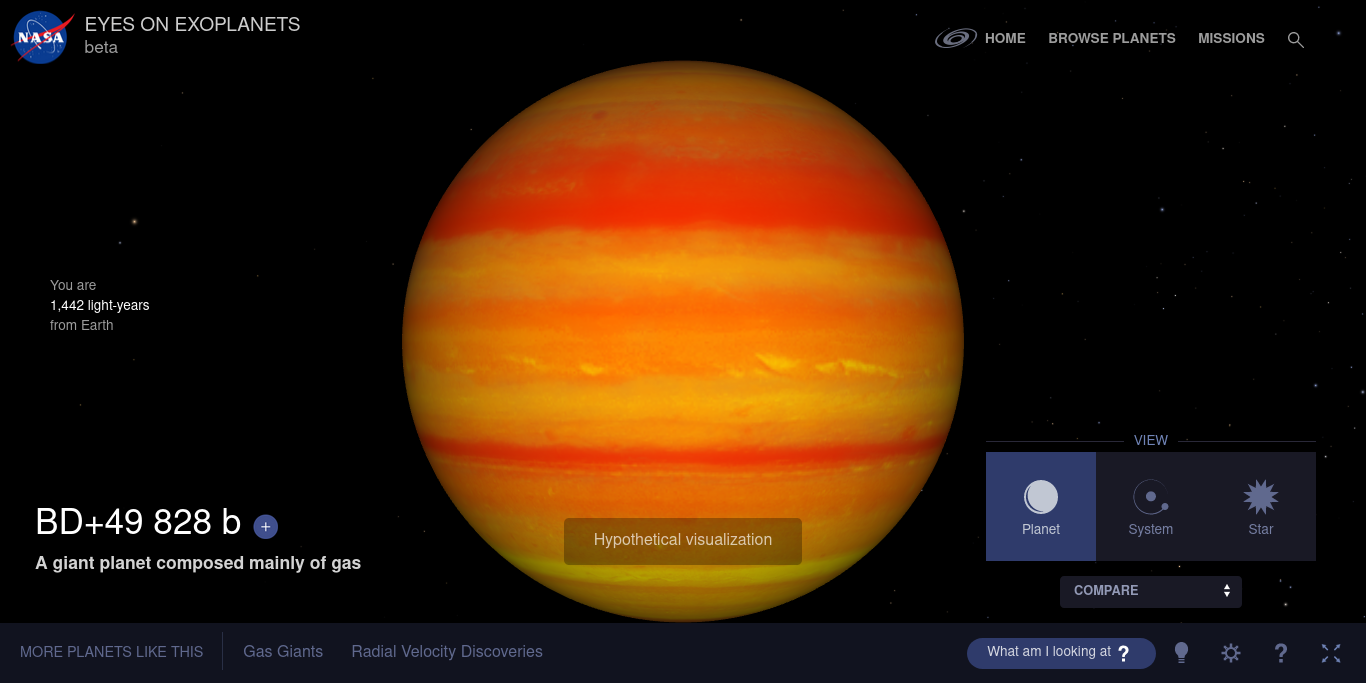 NASA
EYES ON EXOPLANETS
beta
HOME
BROWSE PLANETS
MISSIONS
You are
1,442 light-years
from Earth
BD+49 828 b +
A giant planet composed mainly of gas
Hypothetical visualization
VIEW
Planet
System
Star
COMPARE
MORE PLANETS LIKE THIS
Gas Giants
Radial Velocity Discoveries
What am I looking at ?
?